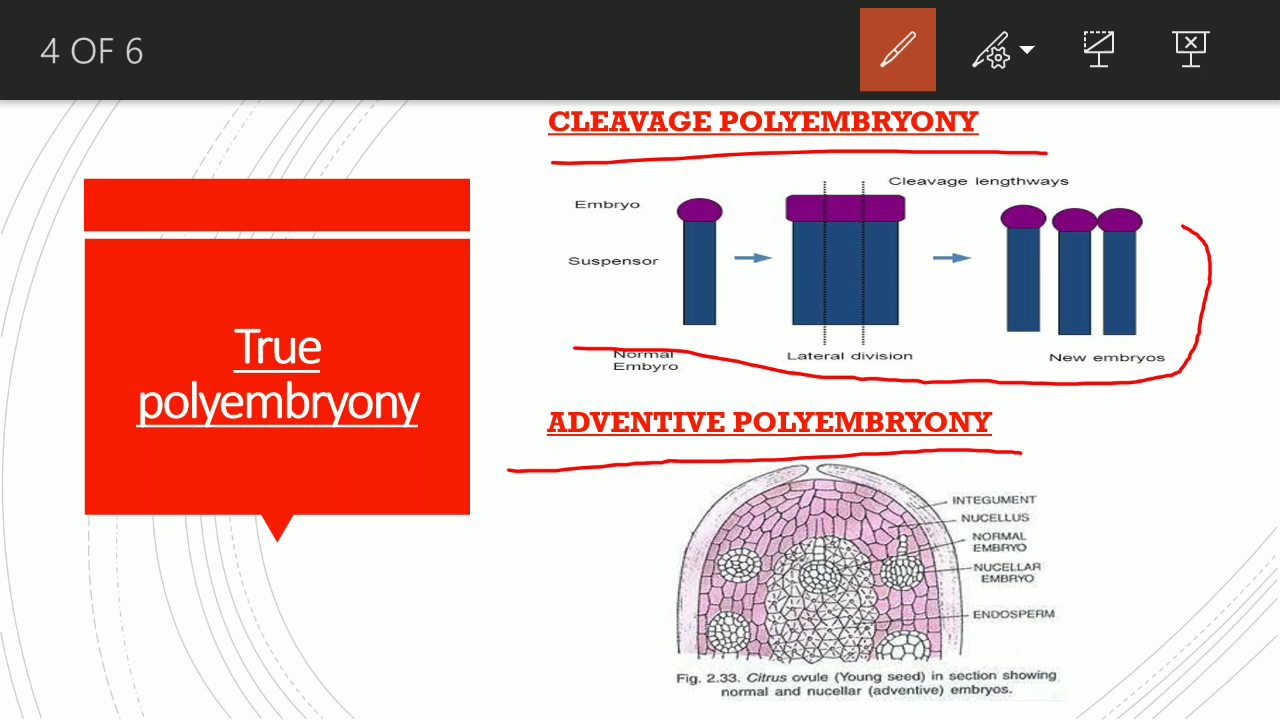 4 OF 6
True
polyembryony
CLEAVAGE POLYEMBRYONY
Cleavage lengthways
Embryo
Suspensor
Normal
Embyro
Lateral division
New embryos
ADVENTIVE POLYEMBRYONY
INTEGUMENT
NUCELLUS
NORMAL
EMBRYO
NUCELLAR
EMBRYO
ENDOSPERM
Fig. 2.33. Citrus ovule (Young seed) in section showing
normal and nucellar (adventive) embryos.